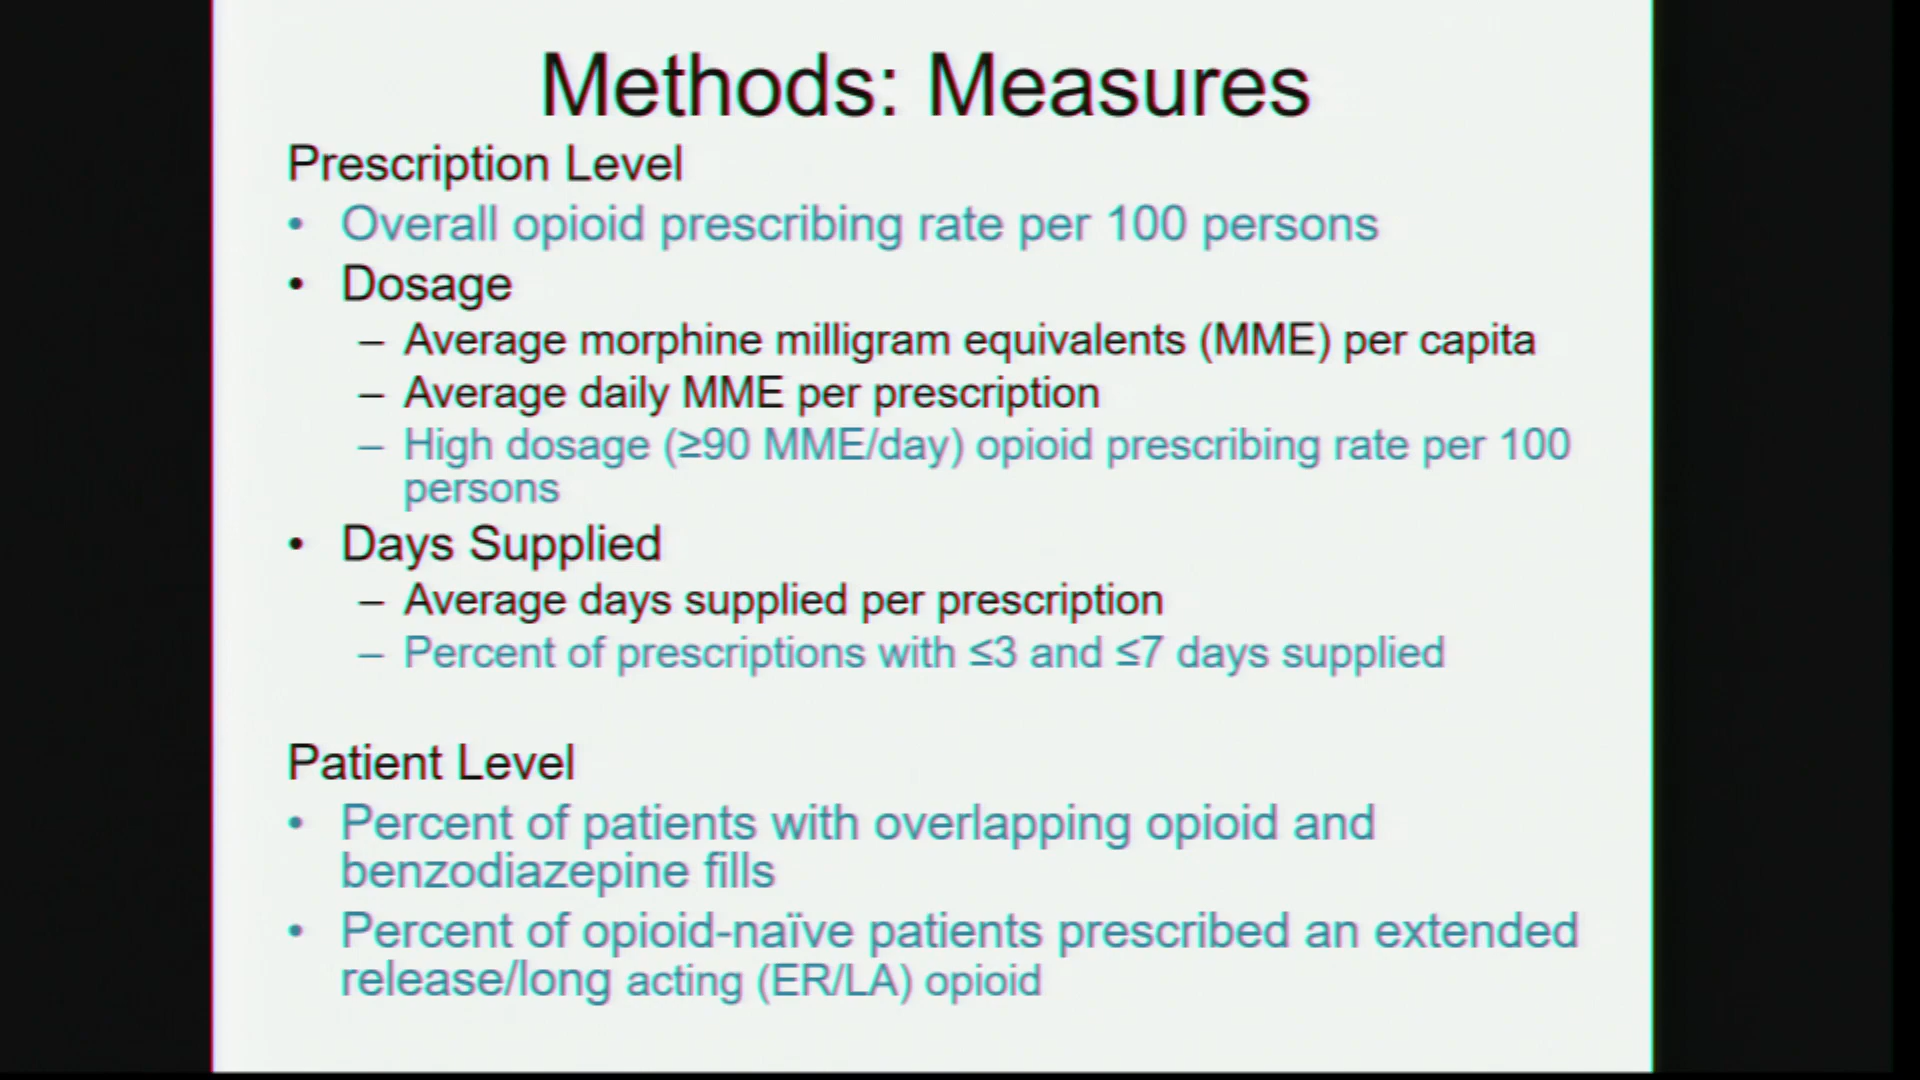 Methods: Measures
Prescription Level
• Overall opioid prescribing rate per 100 persons
• Dosage
– Average morphine milligram equivalents (MME) per capita
– Average daily MME per prescription
– High dosage (≥90 MME/day) opioid prescribing rate per 100
persons
• Days Supplied
– Average days supplied per prescription
– Percent of prescriptions with ≤3 and ≤7 days supplied
Patient Level
• Percent of patients with overlapping opioid and
benzodiazepine fills
• Percent of opioid-naïve patients prescribed an extended
release/long acting (ER/LA) opioid